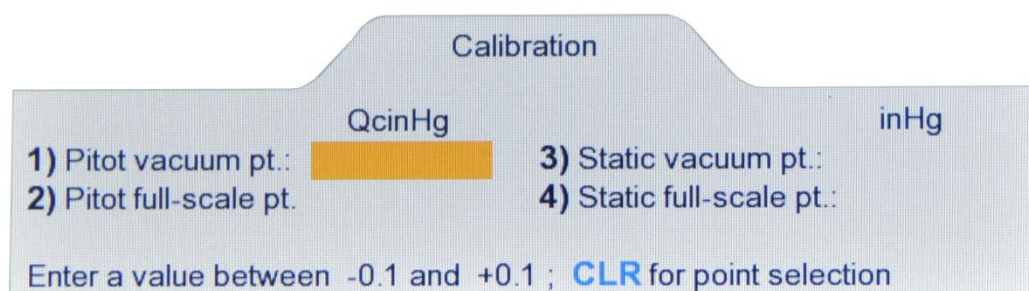 Calibration
QcinHg inHg
1) Pitot vacuum pt.: 3) Static vacuum pt.:
2) Pitot full-scale pt. 4) Static full-scale pt.:
Enter a value between -0.1 and +0.1 ; CLR for point selection